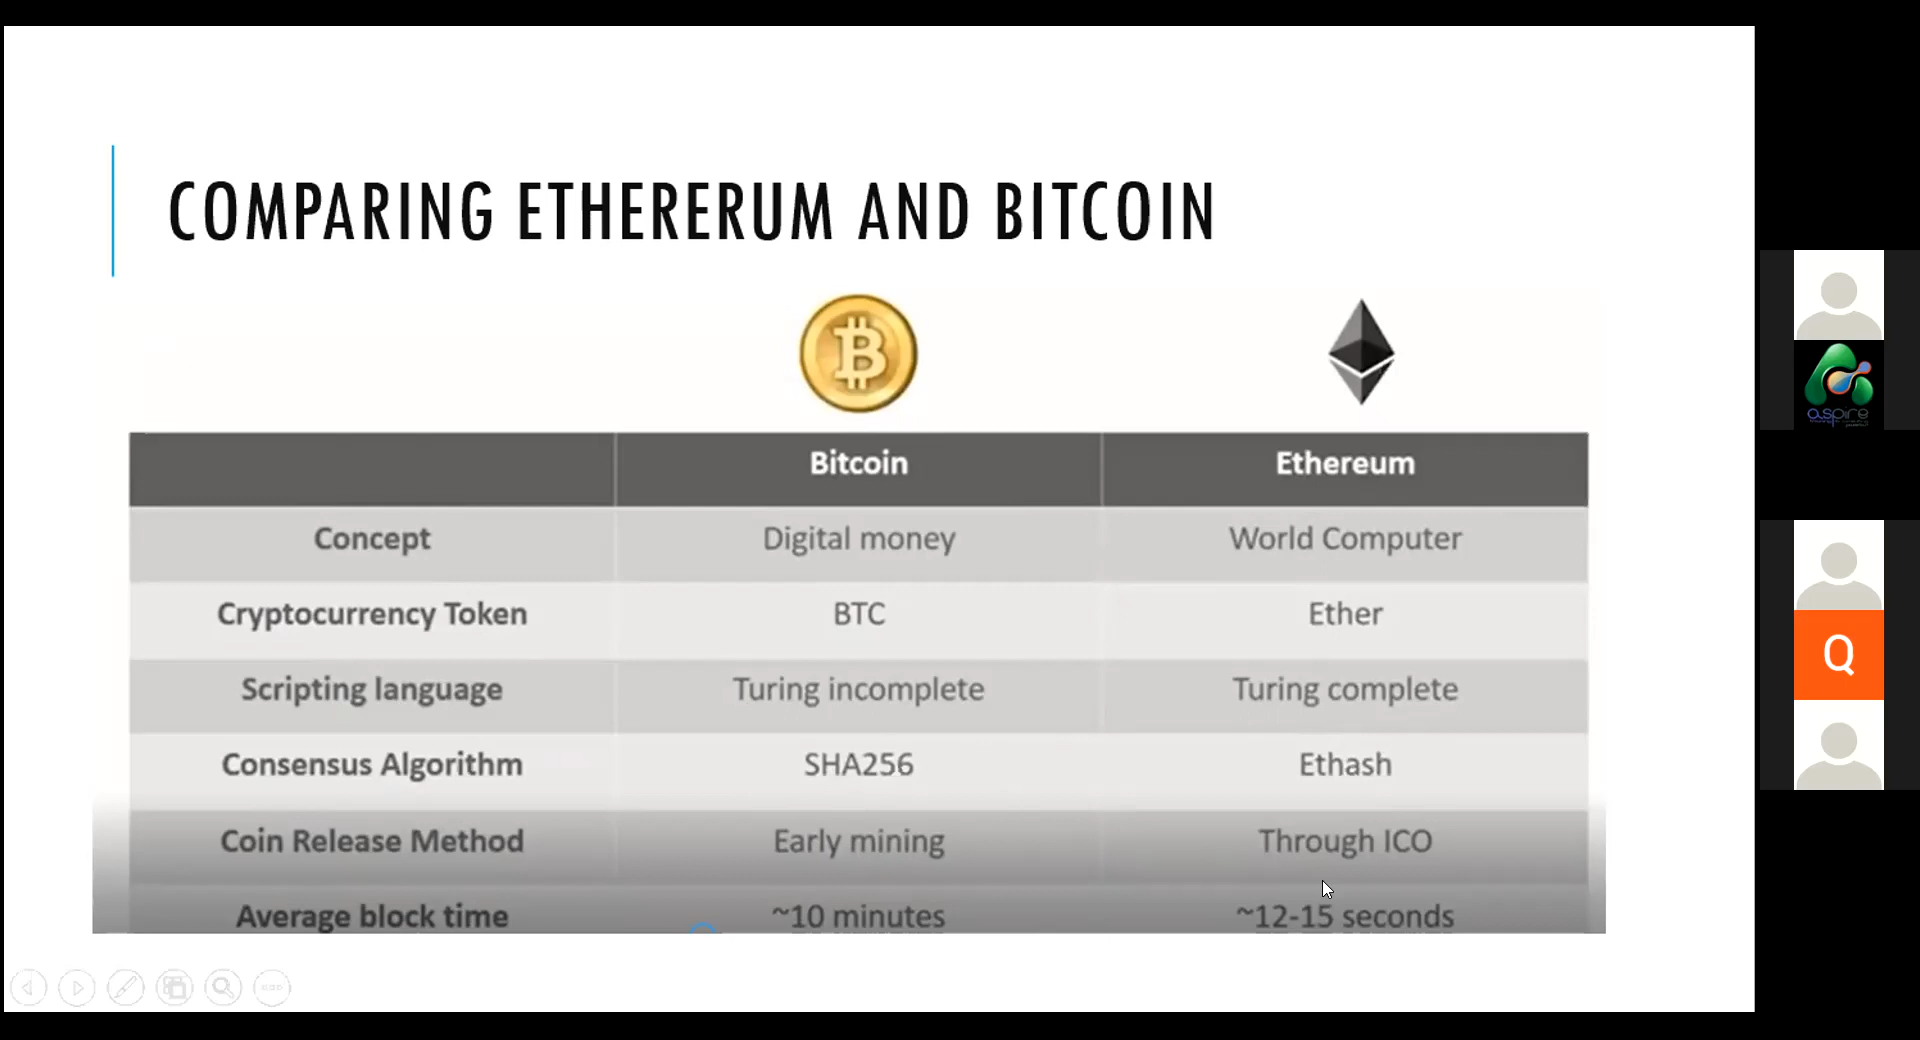 COMPARING ETHERERUM AND BITCOIN
Bitcoin Ethereum
Concept Digital money World Computer
Cryptocurrency Token BTC Ether
Scripting language Turing incomplete Turing complete
Consensus Algorithm SHA256 Ethash
Coin Release Method Early mining Through ICO
Average block time ~10 minutes ~12-15 seconds
aspire
Q